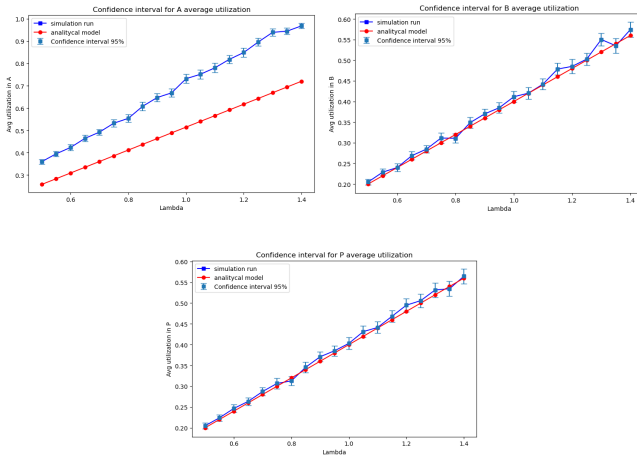 Confidence interval for A average utilization
simulation run
analitycal model
Confidence interval 95%
Avg utilization in A
1.0
0.9
0.8
0.7
0.6
0.5
0.4
0.3
0.6
0.8
1.0
1.2
1.4
Lambda
Confidence interval for B average utilization
simulation run
analitycal model
Confidence interval 95%
Avg utilization in B
0.60
0.55
0.50
0.45
0.40
0.35
0.30
0.25
0.20
0.6
0.8
1.0
1.2
1.4
Lambda
Confidence interval for P average utilization
simulation run
analitycal model
Confidence interval 95%
Avg utilization in P
0.60
0.55
0.50
0.45
0.40
0.35
0.30
0.25
0.20
0.6
0.8
1.0
1.2
1.4
Lambda